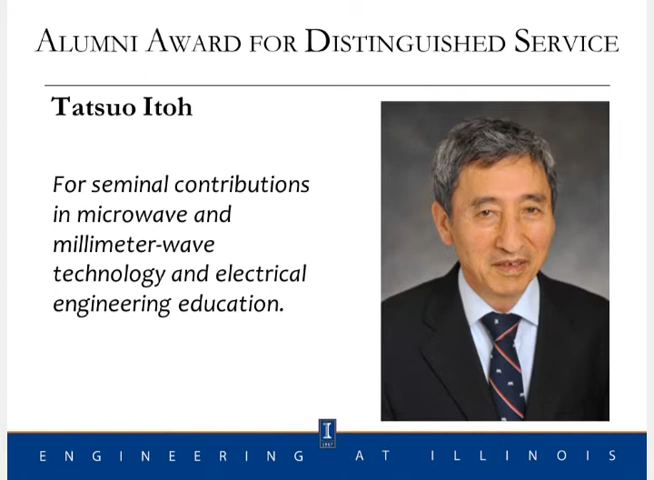 ALUMNI AWARD FOR DISTINGUISHED SERVICE
Tatsuo Itoh
For seminal contributions
in microwave and
millimeter-wave
technology and electrical
engineering education.
I
1867
ENGINEERING AT ILLINOIS